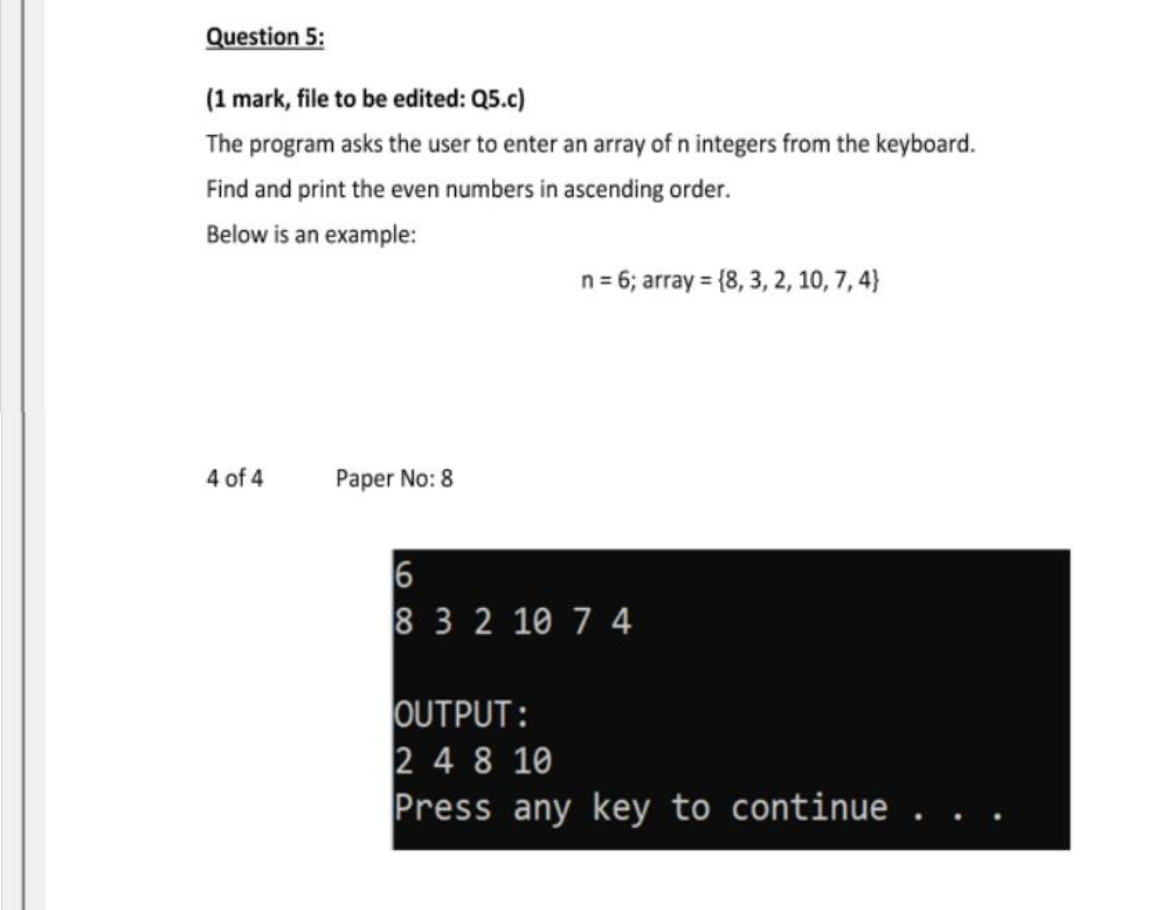 Question 5:
(1 mark, file to be edited: Q5.c)
The program asks the user to enter an array of n integers from the keyboard.
Find and print the even numbers in ascending order.
Below is an example:
n = 6; array = {8, 3, 2, 10, 7, 4}
4 of 4 Paper No: 8
6
8 3 2 10 7 4
OUTPUT:
2 4 8 10
Press any key to continue . . .